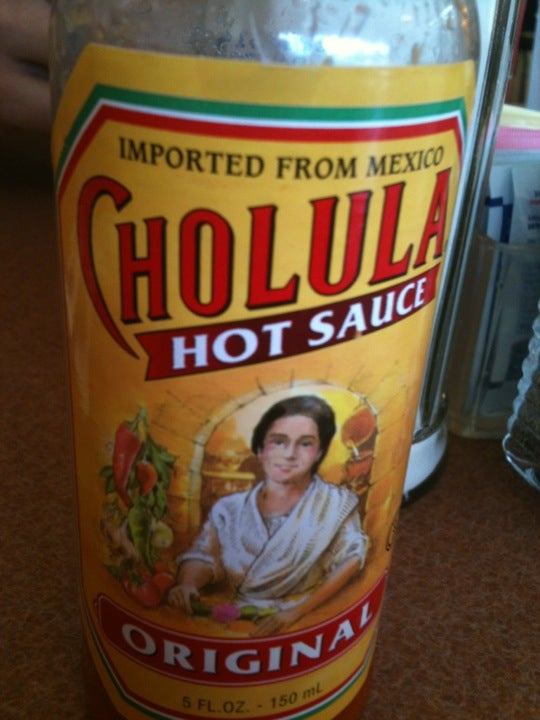 IMPORTED FROM MEXICO
CHOLULA
HOT SAUCE
ORIGINAL
5 FL.OZ. - 150 mL